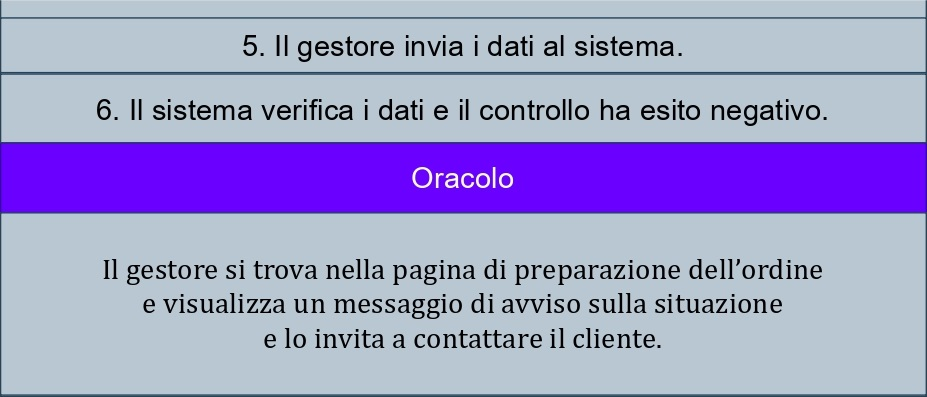 5. Il gestore invia i dati al sistema.
6. Il sistema verifica i dati e il controllo ha esito negativo.
Oracolo
Il gestore si trova nella pagina di preparazione dell’ordine
e visualizza un messaggio di avviso sulla situazione
e lo invita a contattare il cliente.